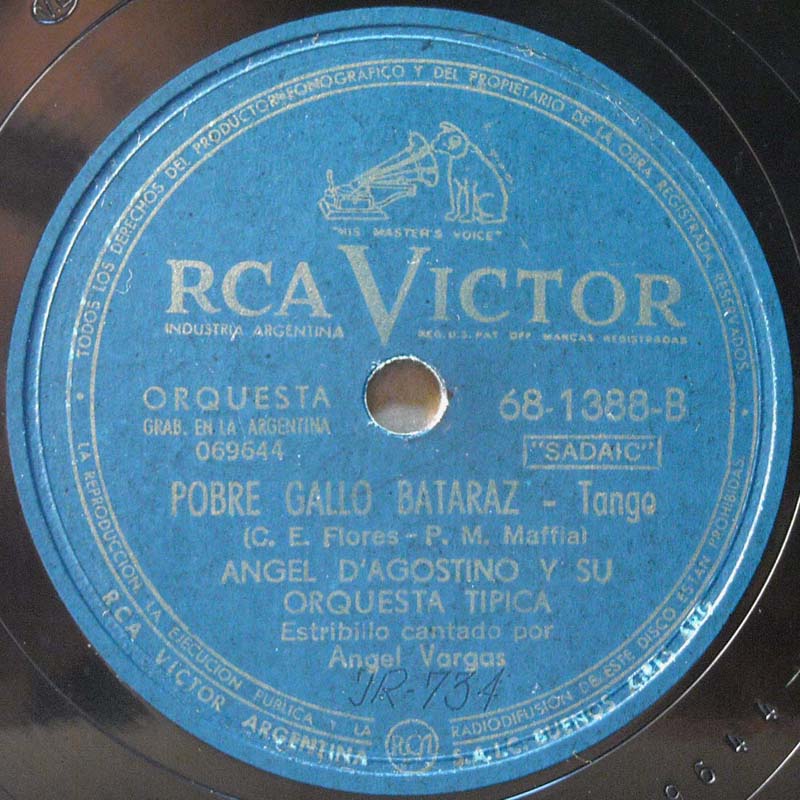 TODOS LOS DERECHOS DEL PRODUCTOR FONOGRAFICO Y DEL PROPIETARIO DE LA OBRA REGISTRADA, RESERVADOS.
"HIS MASTER'S VOICE"
RCA VICTOR
INDUSTRIA ARGENTINA
REG. U.S. PAT OFF MARCAS REGISTRADAS
ORQUESTA
GRAB. EN LA ARGENTINA
069644
68-1388-B
"SADAIC"
POBRE GALLO BATARAZ - Tango
(C. E. Flores - P. M. Maffia)
ANGEL D'AGOSTINO Y SU
ORQUESTA TIPICA
Estribillo cantado por
Angel Vargas
JR-734
LA REPRODUCCION, LA EJECUCION PUBLICA Y LA RADIODIFUSION DE ESTE DISCO ESTAN PROHIBIDAS
RCA VICTOR ARGENTINA RCA S.A.I.C. BUENOS
9644